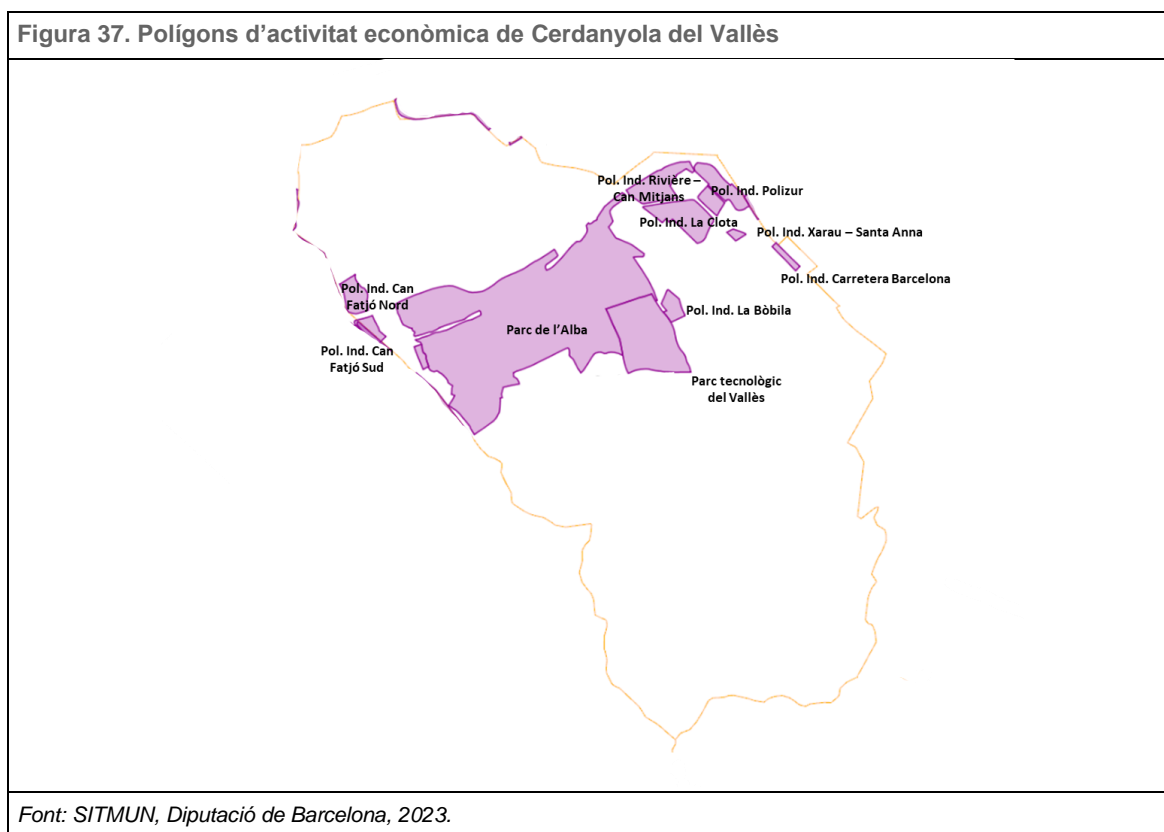 Figura 37. Polígons d’activitat econòmica de Cerdanyola del Vallès
Pol. Ind. Rivière –
Can Mitjans
Pol. Ind. Polizur
Pol. Ind. La Clota
Pol. Ind. Xarau – Santa Anna
Pol. Ind. Carretera Barcelona
Pol. Ind. Can
Fatjó Nord
Pol. Ind. La Bòbila
Parc de l’Alba
Pol. Ind. Can
Fatjó Sud
Parc tecnològic
del Vallès
Font: SITMUN, Diputació de Barcelona, 2023.